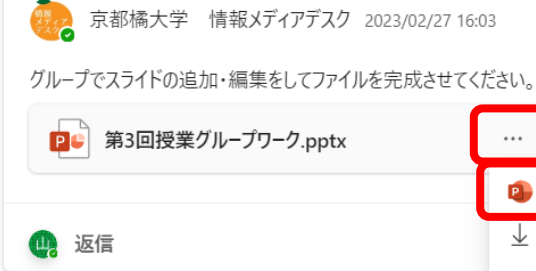 情報
メディア
デスク
京都橘大学 情報メディアデスク 2023/02/27 16:03
グループでスライドの追加・編集をしてファイルを完成させてください。
P 第3回授業グループワーク.pptx …
P
返信